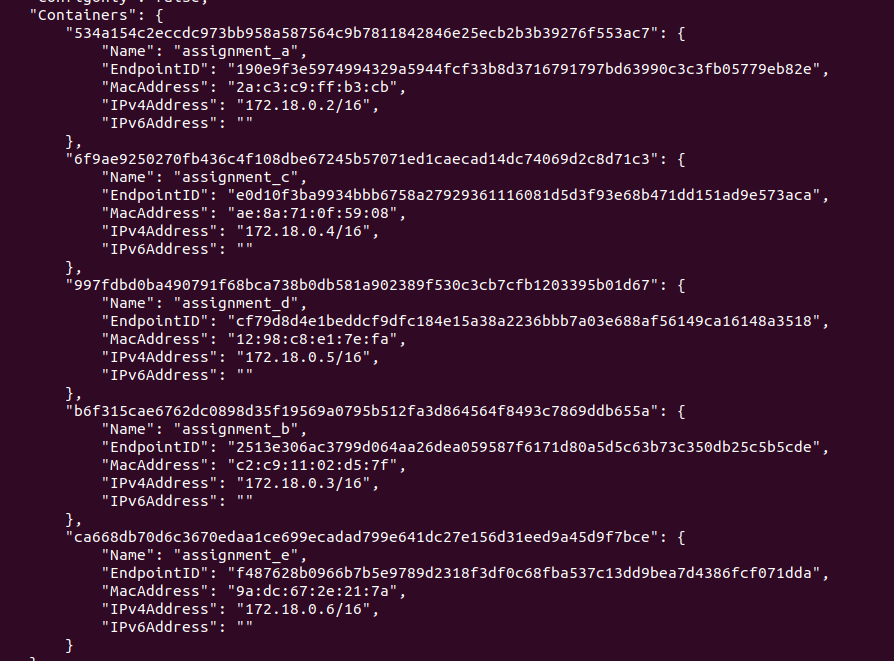 "Containers": {
"534a154c2eccdc973bb958a587564c9b7811842846e25ecb2b3b39276f553ac7": {
"Name": "assignment_a",
"EndpointID": "190e9f3e5974994329a5944fcf33b8d3716791797bd63990c3c3fb05779eb82e",
"MacAddress": "2a:c3:c9:ff:b3:cb",
"IPv4Address": "172.18.0.2/16",
"IPv6Address": ""
},
"6f9ae9250270fb436c4f108dbe67245b57071ed1caecad14dc74069d2c8d71c3": {
"Name": "assignment_c",
"EndpointID": "e0d10f3ba9934bbb6758a27929361116081d5d3f93e68b471dd151ad9e573aca",
"MacAddress": "ae:8a:71:0f:59:08",
"IPv4Address": "172.18.0.4/16",
"IPv6Address": ""
},
"997fdbd0ba490791f68bca738b0db581a902389f530c3cb7cfb1203395b01d67": {
"Name": "assignment_d",
"EndpointID": "cf79d8d4e1beddcf9dfc184e15a38a2236bbb7a03e688af56149ca16148a3518",
"MacAddress": "12:98:c8:e1:7e:fa",
"IPv4Address": "172.18.0.5/16",
"IPv6Address": ""
},
"b6f315cae6762dc0898d35f19569a0795b512fa3d864564f8493c7869ddb655a": {
"Name": "assignment_b",
"EndpointID": "2513e306ac3799d064aa26dea059587f6171d80a5d5c63b73c350db25c5b5cde",
"MacAddress": "c2:c9:11:02:d5:7f",
"IPv4Address": "172.18.0.3/16",
"IPv6Address": ""
},
"ca668db70d6c3670edaa1ce699ecadad799e641dc27e156d31eed9a45d9f7bce": {
"Name": "assignment_e",
"EndpointID": "f487628b0966b7b5e9789d2318f3df0c68fba537c13dd9bea7d4386fcf071dda",
"MacAddress": "9a:dc:67:2e:21:7a",
"IPv4Address": "172.18.0.6/16",
"IPv6Address": ""
}